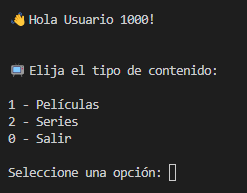 👋Hola Usuario 1000!
📺Elija el tipo de contenido:
1 - Películas
2 - Series
0 - Salir
Seleccione una opción: